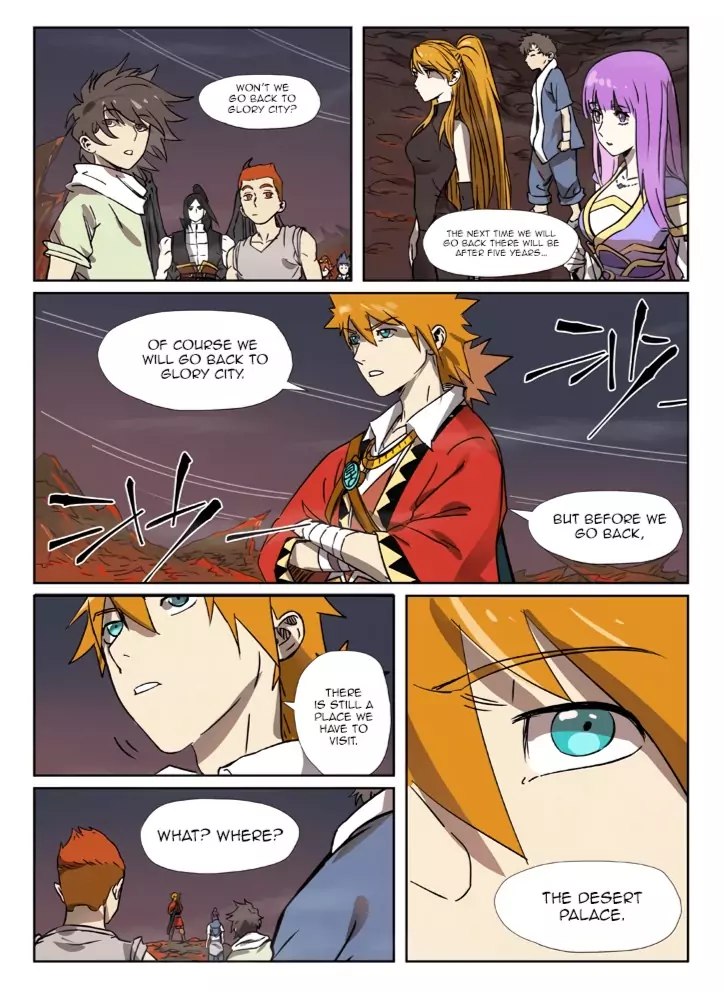 WON'T WE
GO BACK TO
GLORY CITY?
THE NEXT TIME WE WILL
GO BACK THERE WILL BE
AFTER FIVE YEARS...
OF COURSE WE
WILL GO BACK TO
GLORY CITY.
BUT BEFORE WE
GO BACK,
THERE
IS STILL A
PLACE WE
HAVE TO
VISIT.
WHAT? WHERE?
THE DESERT
PALACE.